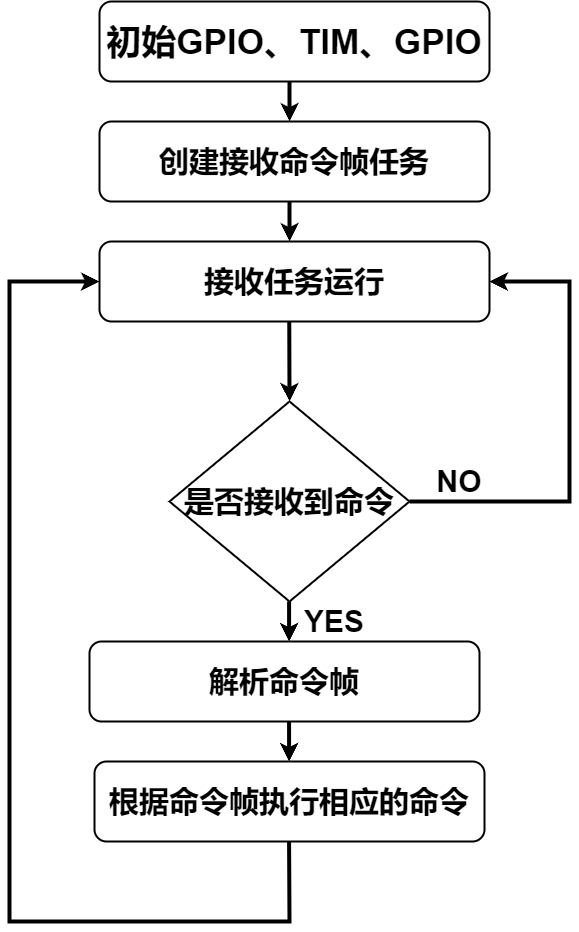 初始GPIO、TIM、GPIO
创建接收命令帧任务
接收任务运行
是否接收到命令
NO
YES
解析命令帧
根据命令帧执行相应的命令